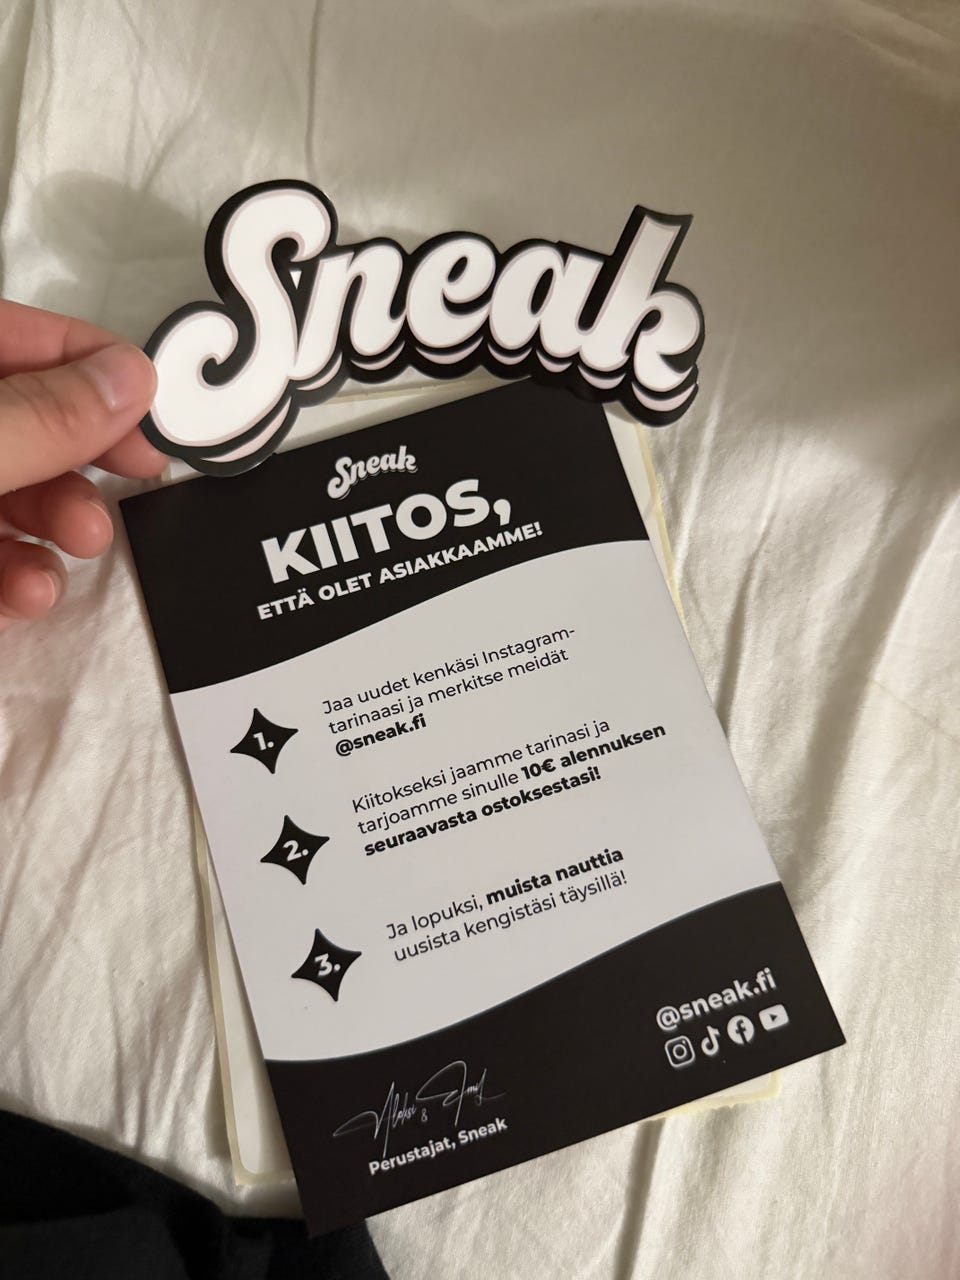 Sneak
Sneak
KIITOS,
ETTÄ OLET ASIAKKAAMME!
1.
Jaa uudet kenkäsi Instagram-
tarinaasi ja merkitse meidät
@sneak.fi
2.
Kiitokseksi jaamme tarinasi ja
tarjoamme sinulle 10€ alennuksen
seuraavasta ostoksestasi!
3.
Ja lopuksi, muista nauttia
uusista kengistäsi täysillä!
@sneak.fi
Aleksi &
Perustajat, Sneak